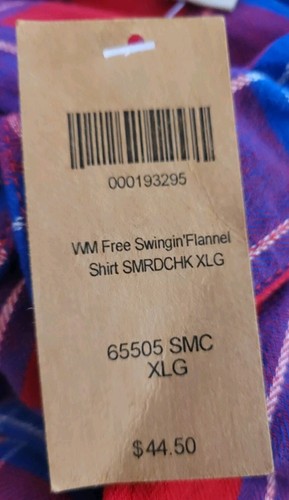 000193295
WM Free Swingin'Flannel
Shirt SMRDCHK XLG
65505 SMC
XLG
$44.50